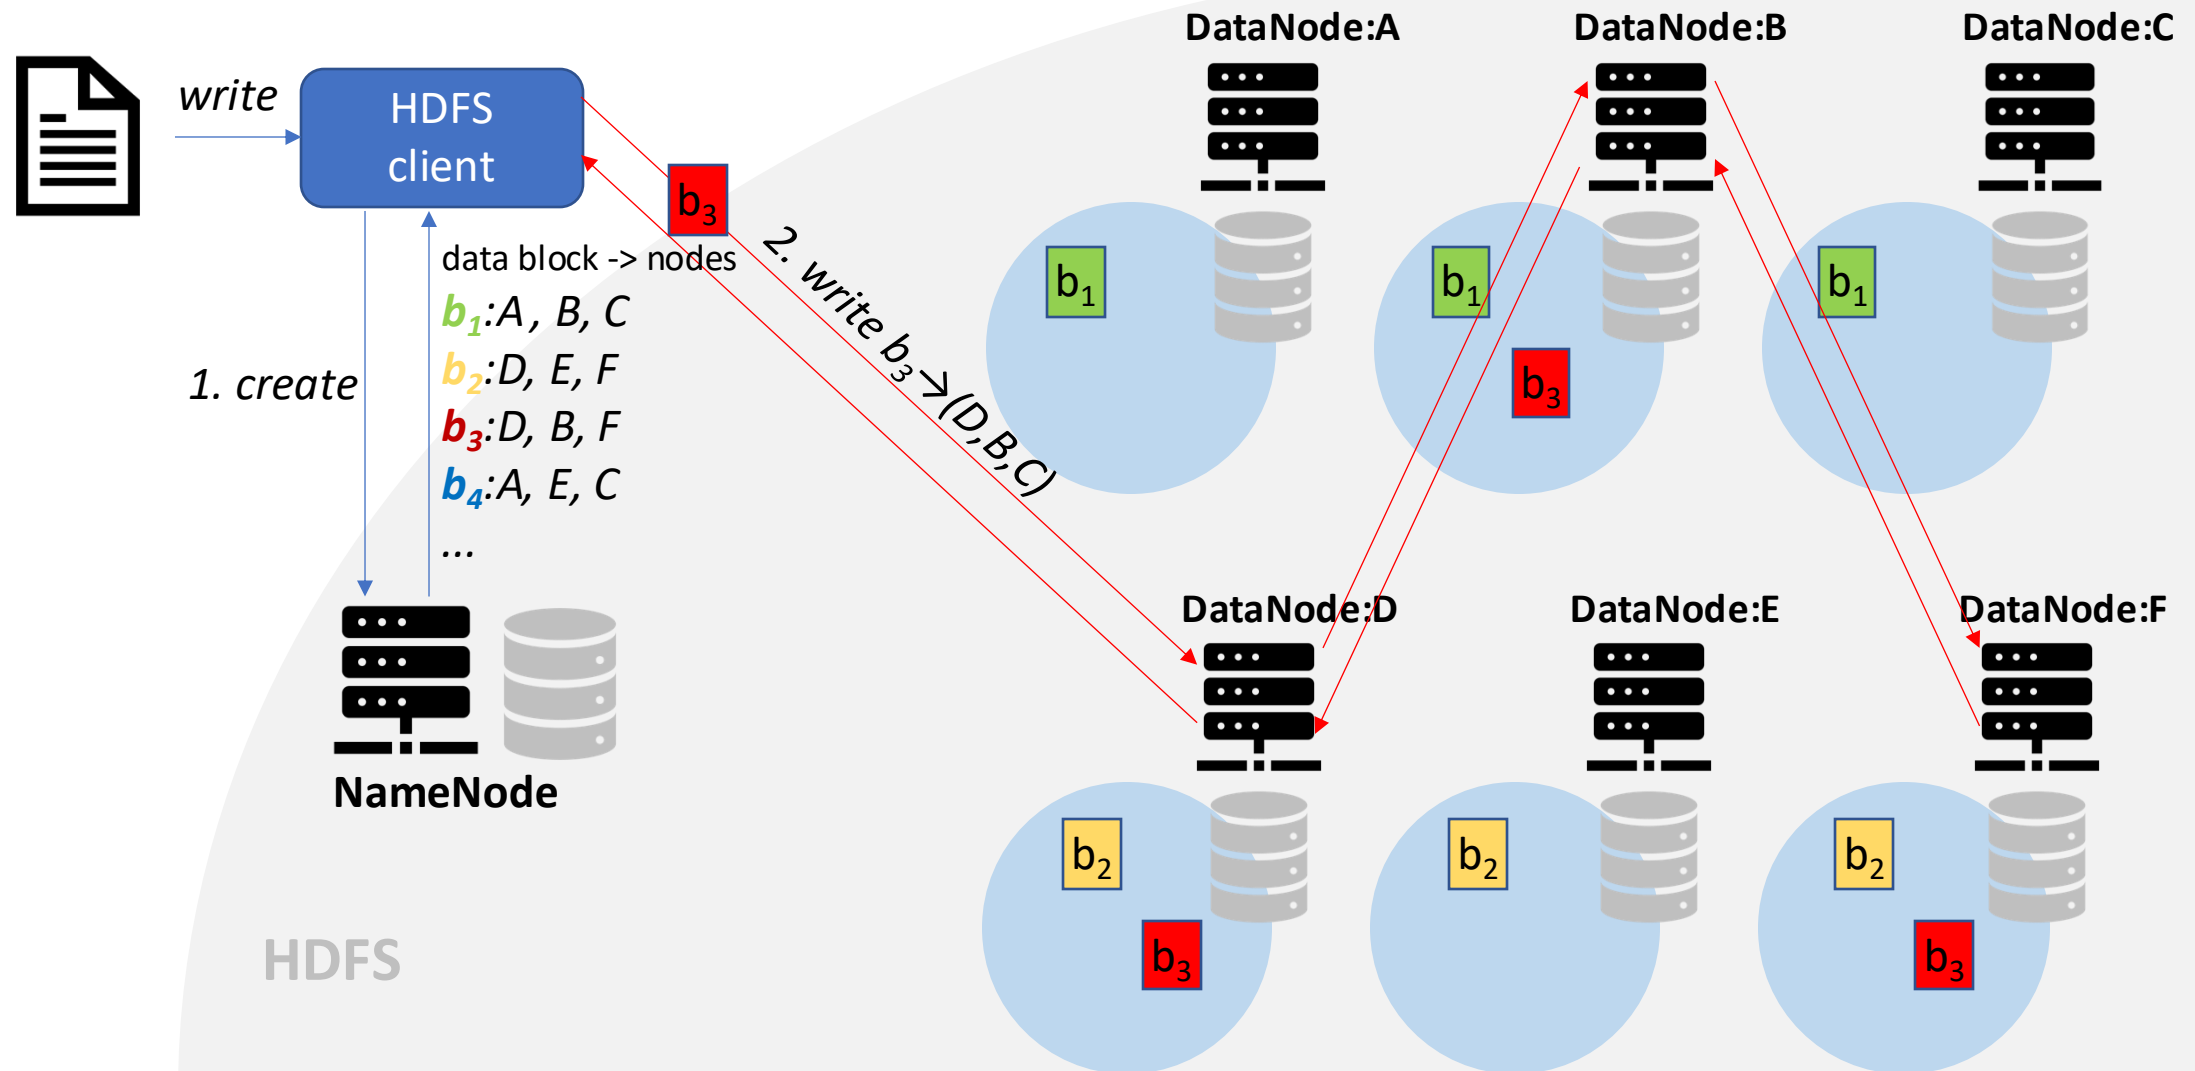 write
HDFS
client
b3
data block -> nodes
b1:A, B, C
b2:D, E, F
b3:D, B, F
b4:A, E, C
...
1. create
2. write b3→(D,B,C)
NameNode
HDFS
DataNode:A
DataNode:B
DataNode:C
b1
b1
b3
b1
DataNode:D
DataNode:E
DataNode:F
b2
b3
b2
b2
b3